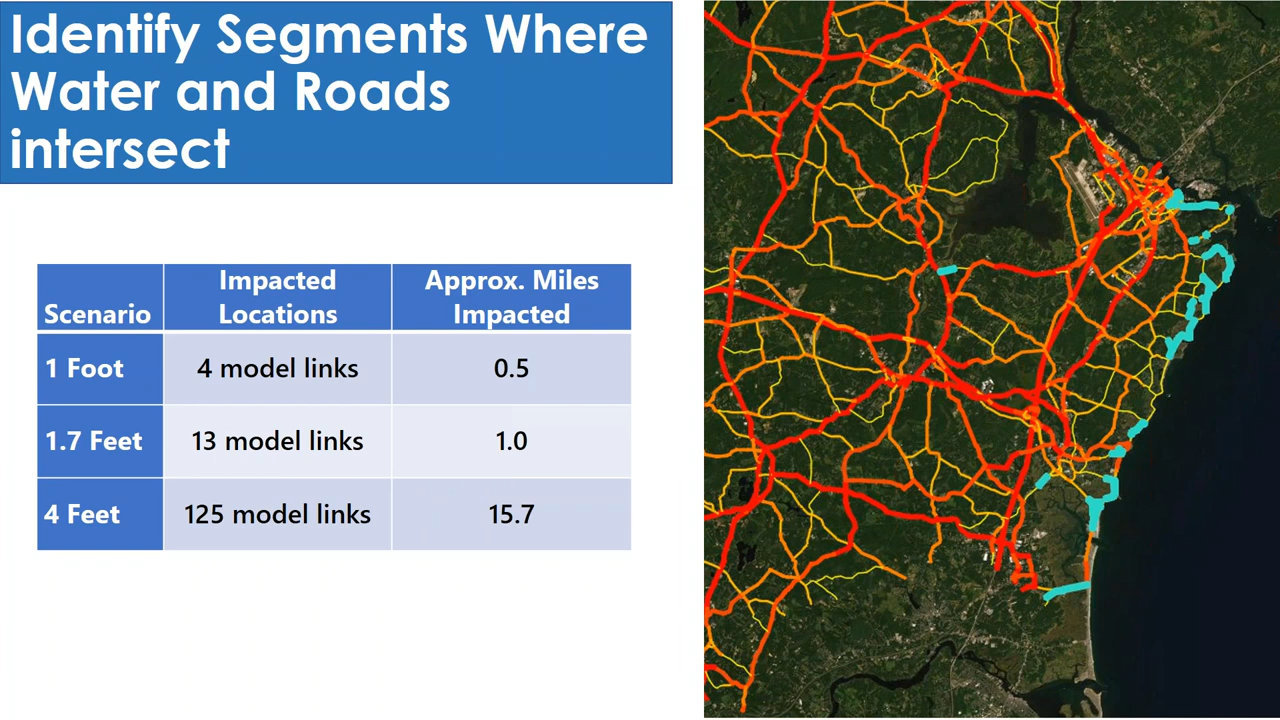 Identify Segments Where
Water and Roads
intersect
Scenario Impacted Locations Approx. Miles Impacted
1 Foot 4 model links 0.5
1.7 Feet 13 model links 1.0
4 Feet 125 model links 15.7